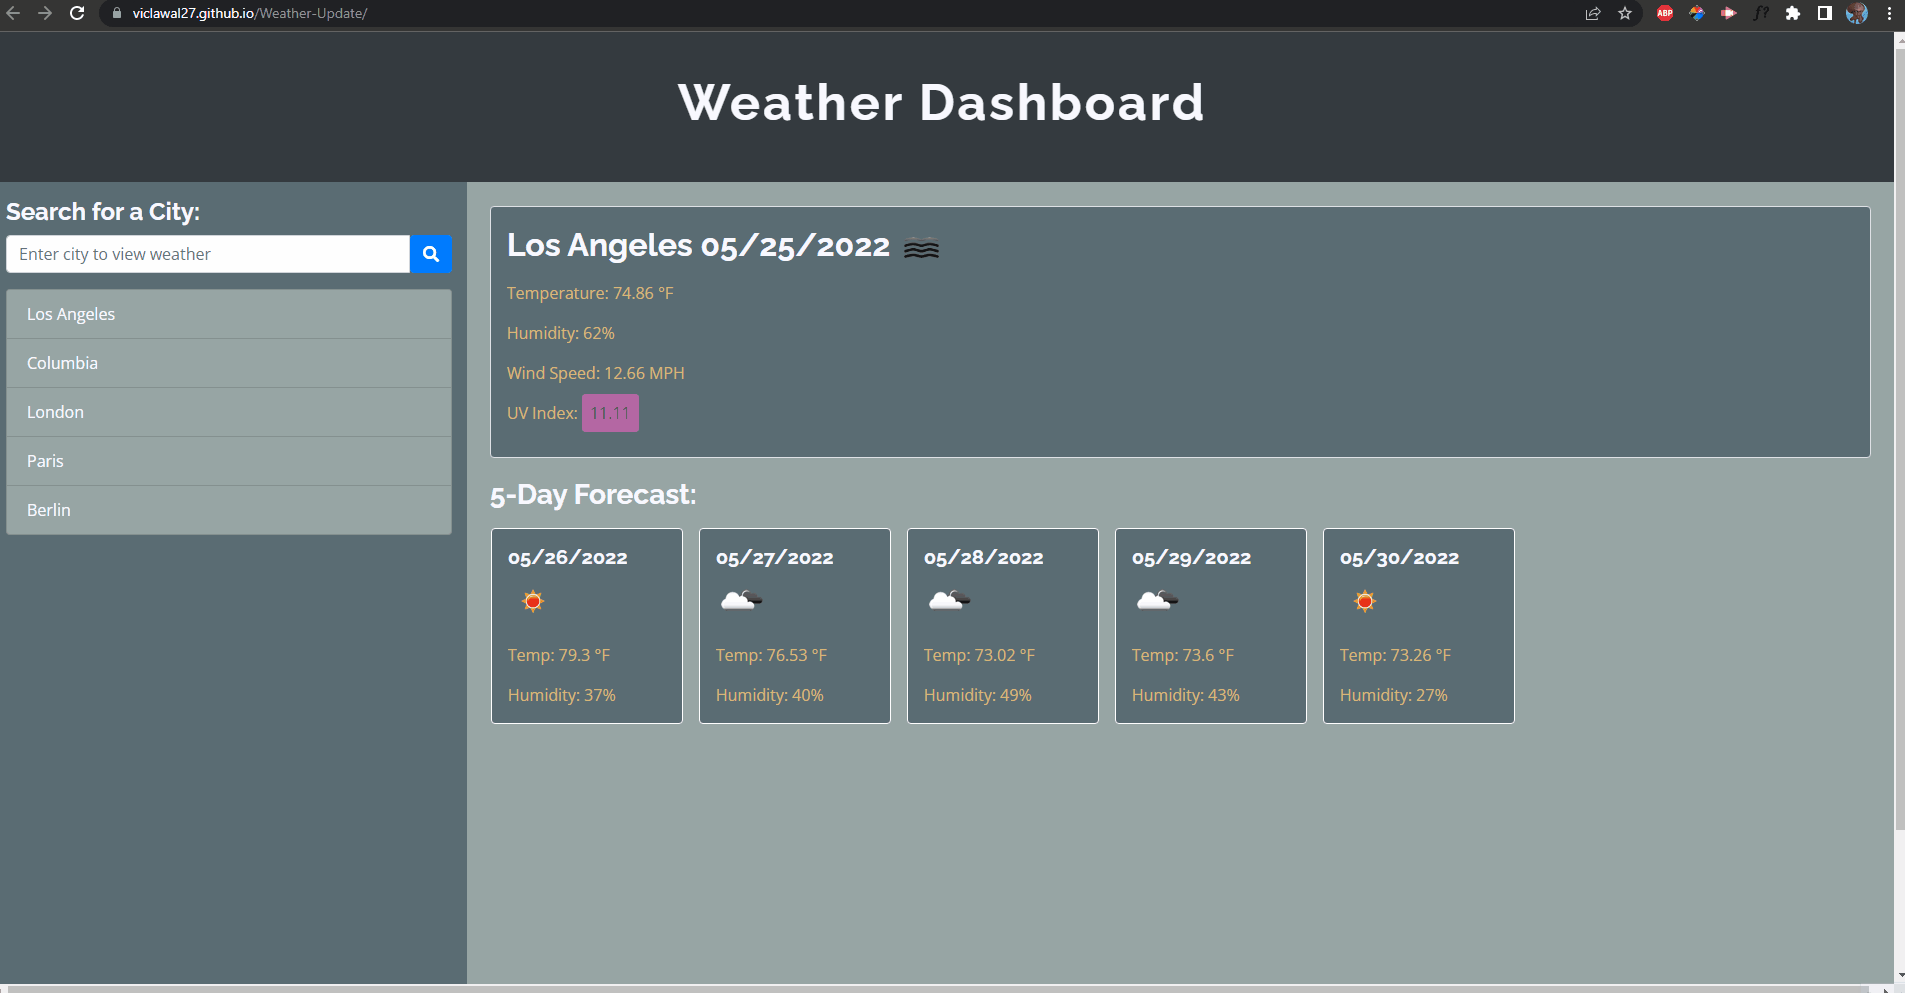 viclawal27.github.io/Weather-Update/
ABP
f?
Weather Dashboard
Search for a City:
Enter city to view weather
Los Angeles
Columbia
London
Paris
Berlin
Los Angeles 05/25/2022
Temperature: 74.86 °F
Humidity: 62%
Wind Speed: 12.66 MPH
UV Index: 11.11
5-Day Forecast:
05/26/2022
Temp: 79.3 °F
Humidity: 37%
05/27/2022
Temp: 76.53 °F
Humidity: 40%
05/28/2022
Temp: 73.02 °F
Humidity: 49%
05/29/2022
Temp: 73.6 °F
Humidity: 43%
05/30/2022
Temp: 73.26 °F
Humidity: 27%